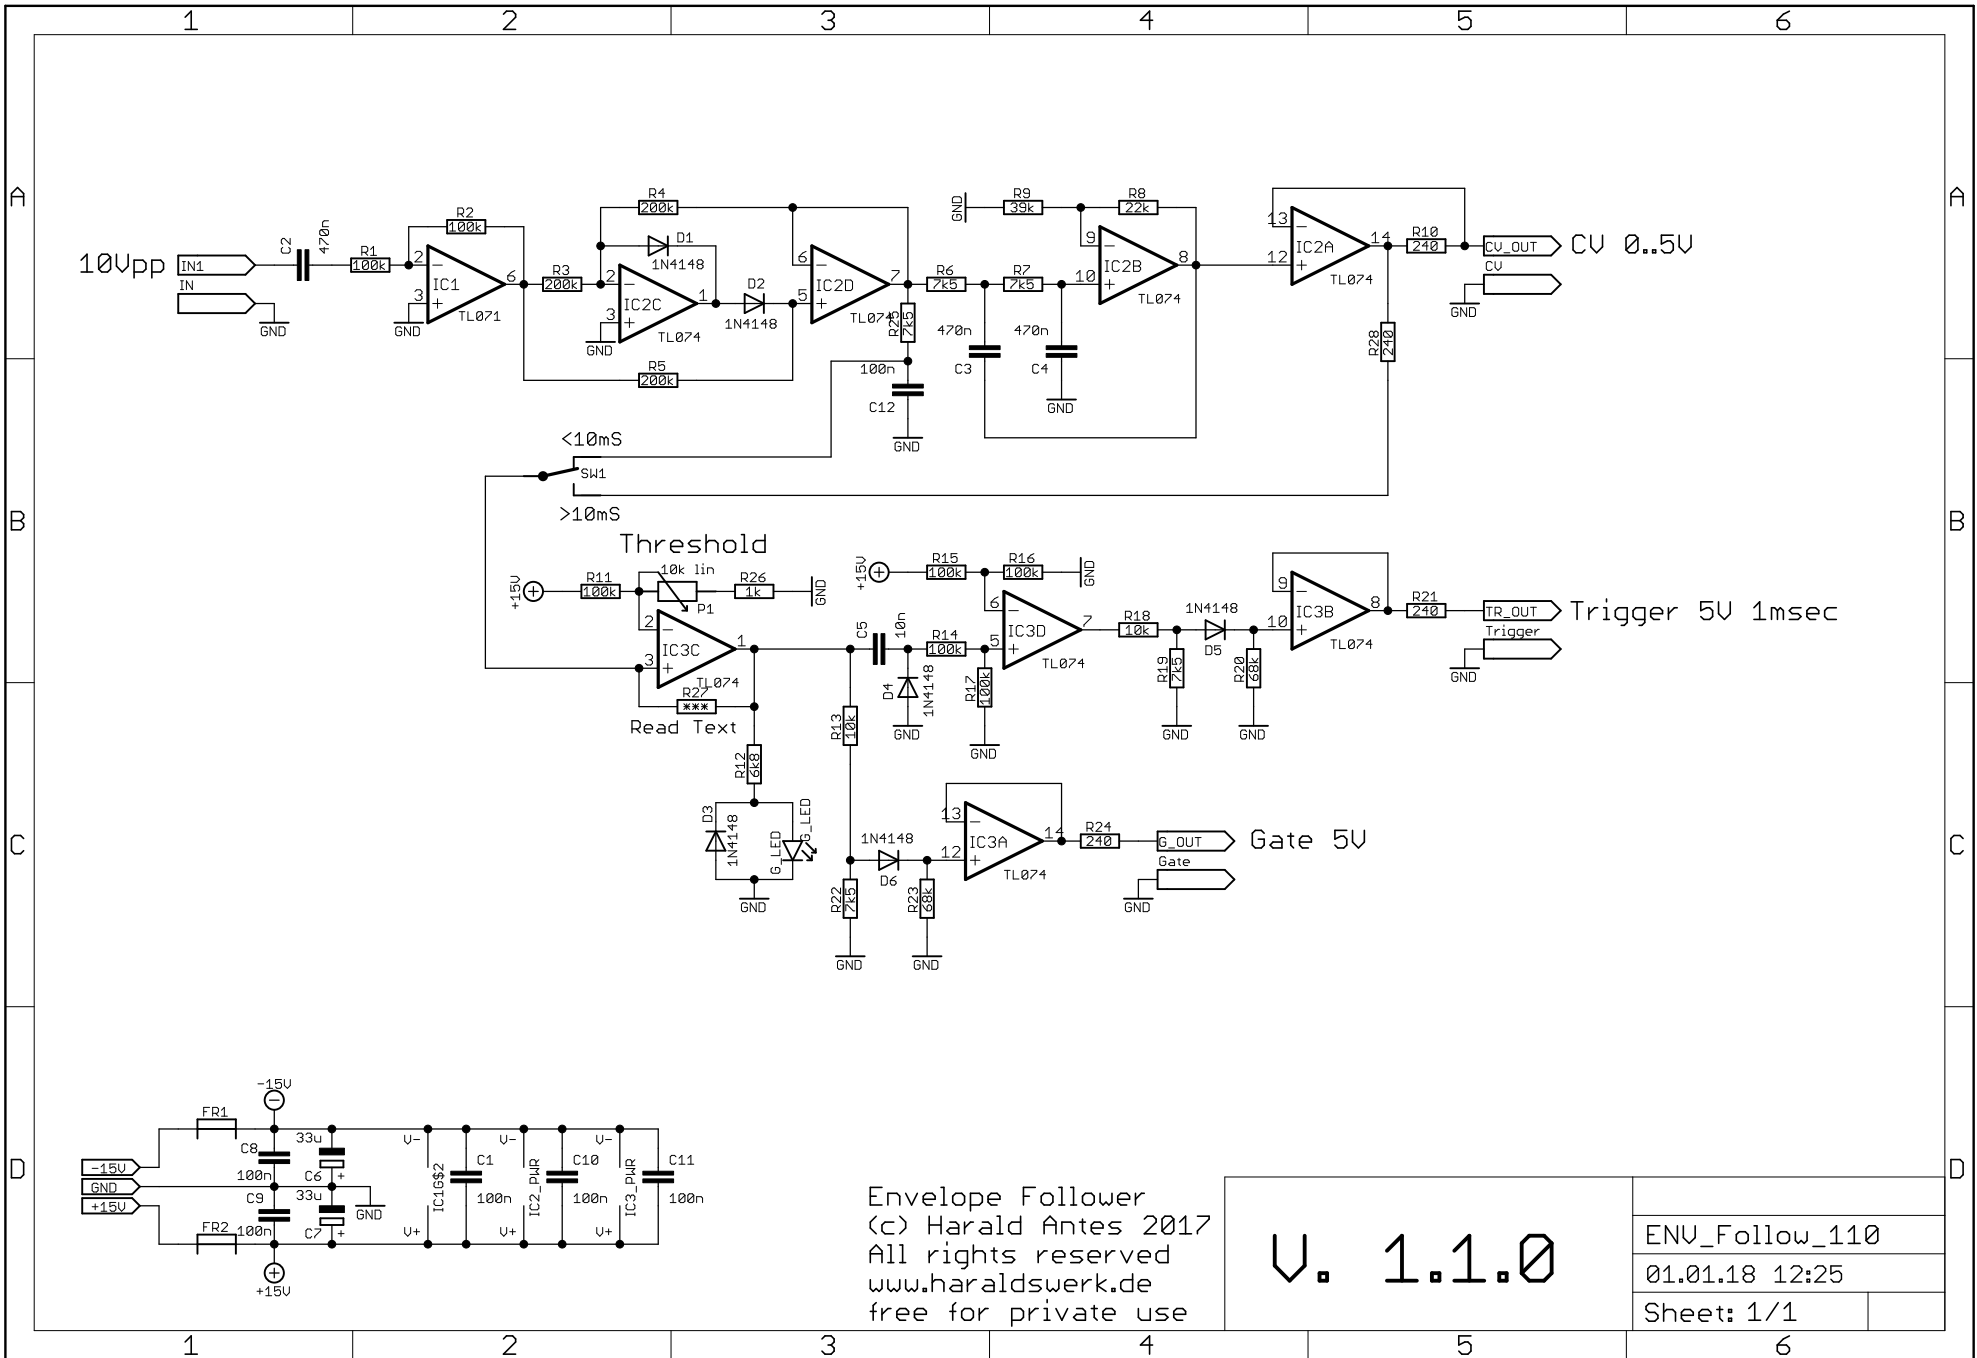 1 2 3 4 5 6
A
A
B
B
C
C
D
D
10Vpp
IN1
IN
GND
C2
470n
R1
100k
R2
100k
2
3
6
IC1
TL071
GND
R3
200k
R4
200k
D1
1N4148
2
3
1
IC2C
TL074
GND
D2
1N4148
R5
200k
6
5
7
IC2D
TL074
R25
7k5
100n
C12
GND
R6
7k5
R7
7k5
470n
C3
470n
C4
GND
GND
R9
39k
R8
22k
9
10
8
IC2B
TL074
13
12
14
IC2A
TL074
R10
240
R28
240
CV_OUT
CV
GND
CV 0..5V
<10mS
SW1
>10mS
Threshold
10k lin
P1
+15V
R11
100k
R26
1k
GND
2
3
1
IC3C
TL074
R27
***
Read Text
R12
6k8
D3
1N4148
G_LED
G_LED
GND
C5
10n
D4
1N4148
GND
R14
100k
+15V
R15
100k
R16
100k
GND
R17
100k
GND
6
5
7
IC3D
TL074
R18
10k
R19
7k5
GND
1N4148
D5
R20
68k
GND
9
10
8
IC3B
TL074
R21
240
TR_OUT
Trigger
GND
Trigger 5V 1msec
R13
10k
R22
7k5
GND
1N4148
D6
R23
68k
GND
13
12
14
IC3A
TL074
R24
240
G_OUT
Gate
GND
Gate 5V
-15V
GND
+15V
FR1
FR2
-15V
+15V
C8
100n
C9
100n
33u
C6
+
33u
C7
+
GND
V-
IC1G$2
V+
C1
100n
V-
IC2_PWR
V+
C10
100n
V-
IC3_PWR
V+
C11
100n
Envelope Follower
(c) Harald Antes 2017
All rights reserved
www.haraldswerk.de
free for private use
V. 1.1.0
ENV_Follow_110
01.01.18 12:25
Sheet: 1/1
1 2 3 4 5 6